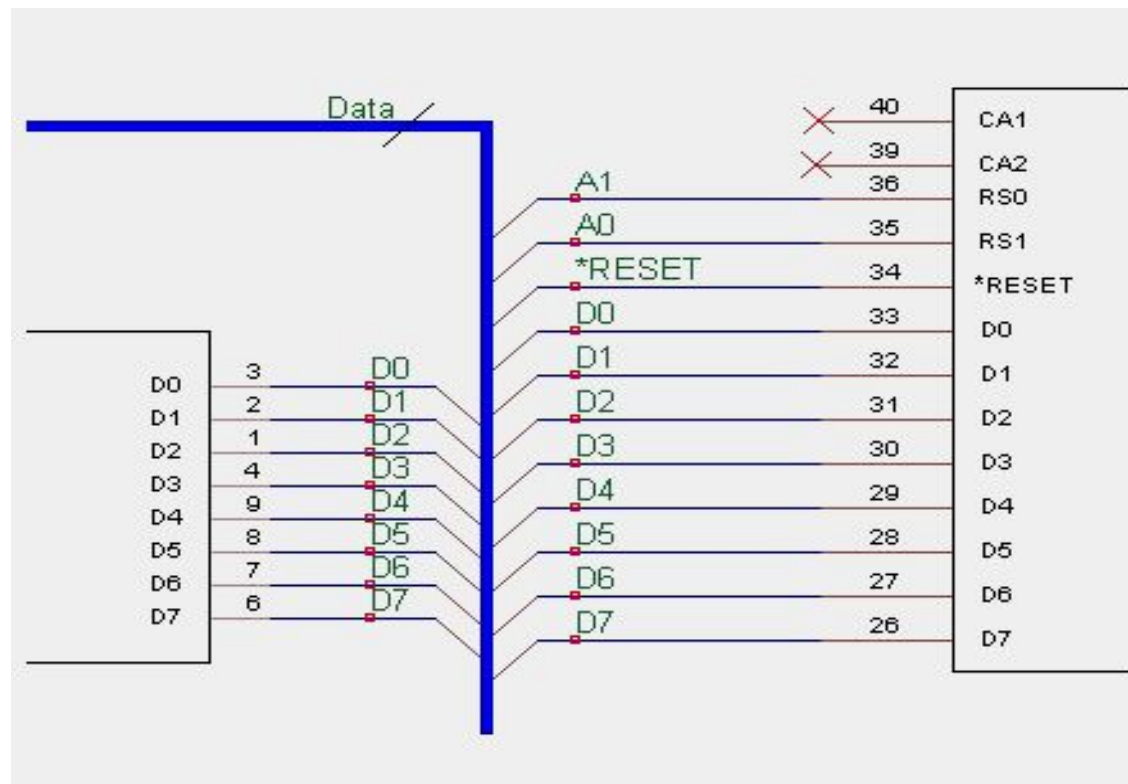 Data
40 CA1
39 CA2
A1 36 RS0
A0 35 RS1
*RESET 34 *RESET
D0 33 D0
D1 32 D1
D2 31 D2
D3 30 D3
D4 29 D4
D5 28 D5
D6 27 D6
D7 26 D7
D0 3 D0
D1 2 D1
D2 1 D2
D3 4 D3
D4 9 D4
D5 8 D5
D6 7 D6
D7 6 D7